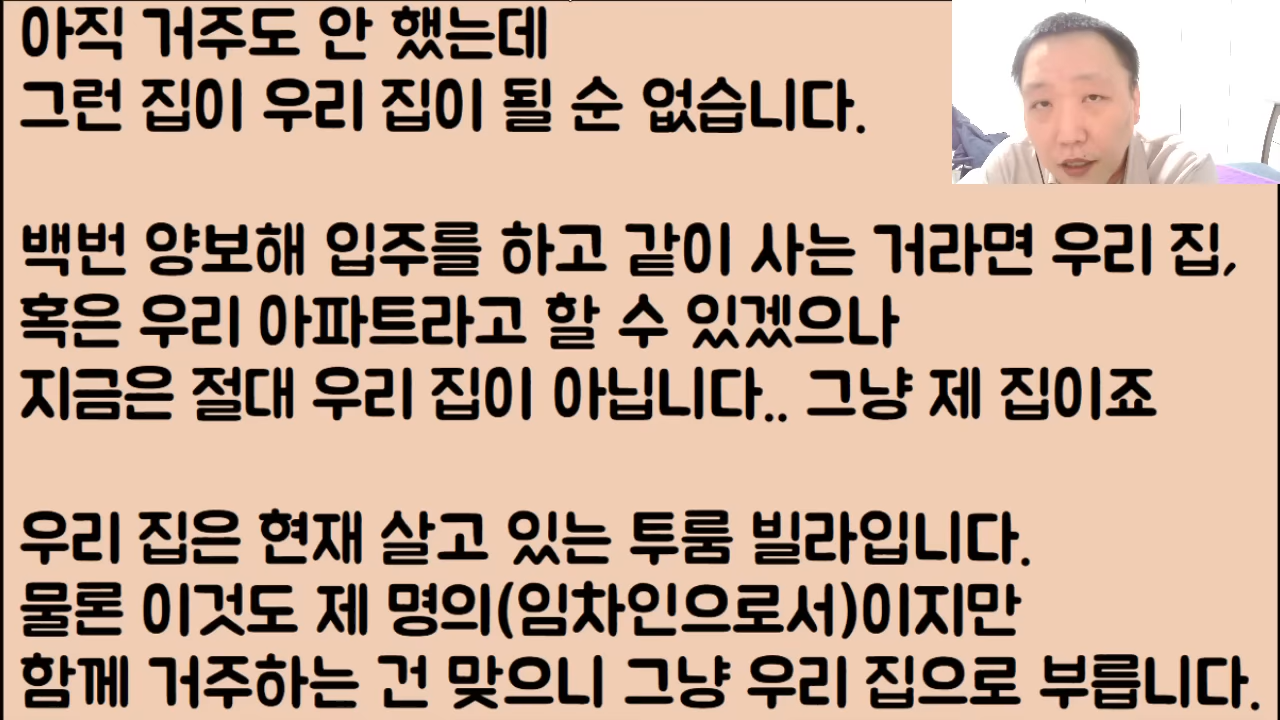 아직 거주도 안 했는데
그런 집이 우리 집이 될 순 없습니다.
백번 양보해 입주를 하고 같이 사는 거라면 우리 집,
혹은 우리 아파트라고 할 수 있겠으나
지금은 절대 우리 집이 아닙니다.. 그냥 제 집이죠
우리 집은 현재 살고 있는 투룸 빌라입니다.
물론 이것도 제 명의(임차인으로서)이지만
함께 거주하는 건 맞으니 그냥 우리 집으로 부릅니다.